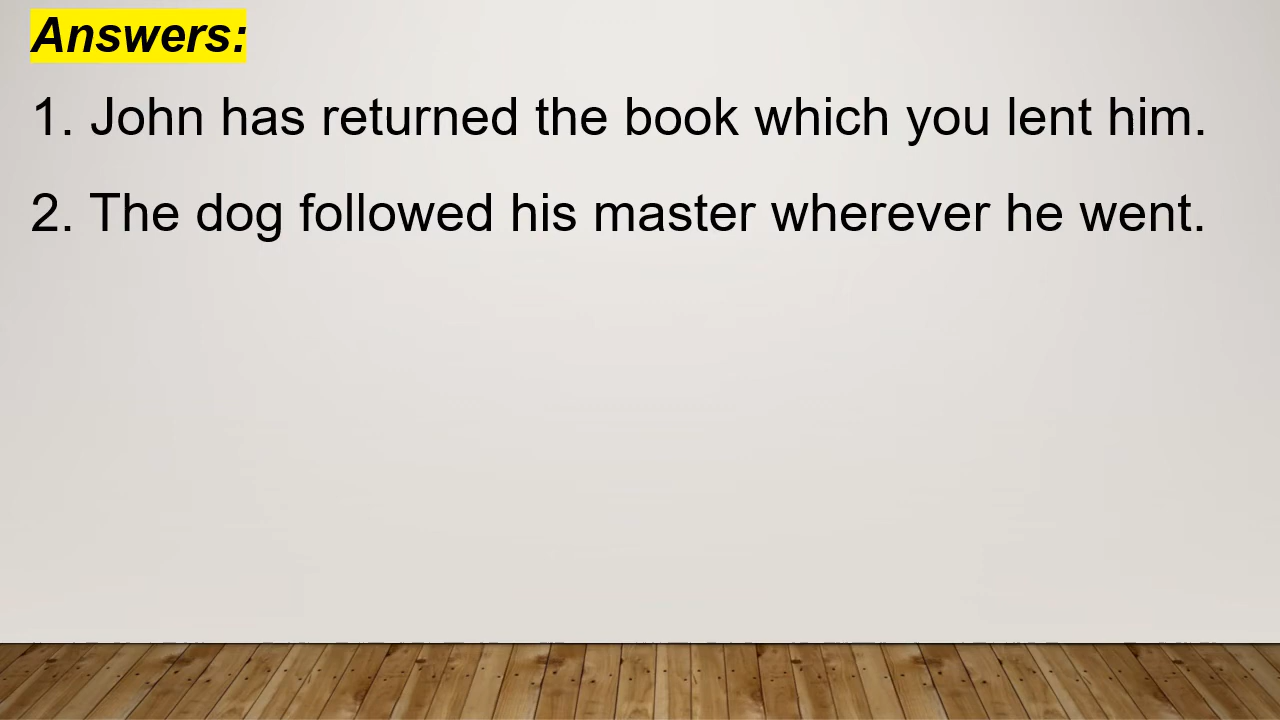 Answers:
1. John has returned the book which you lent him.
2. The dog followed his master wherever he went.